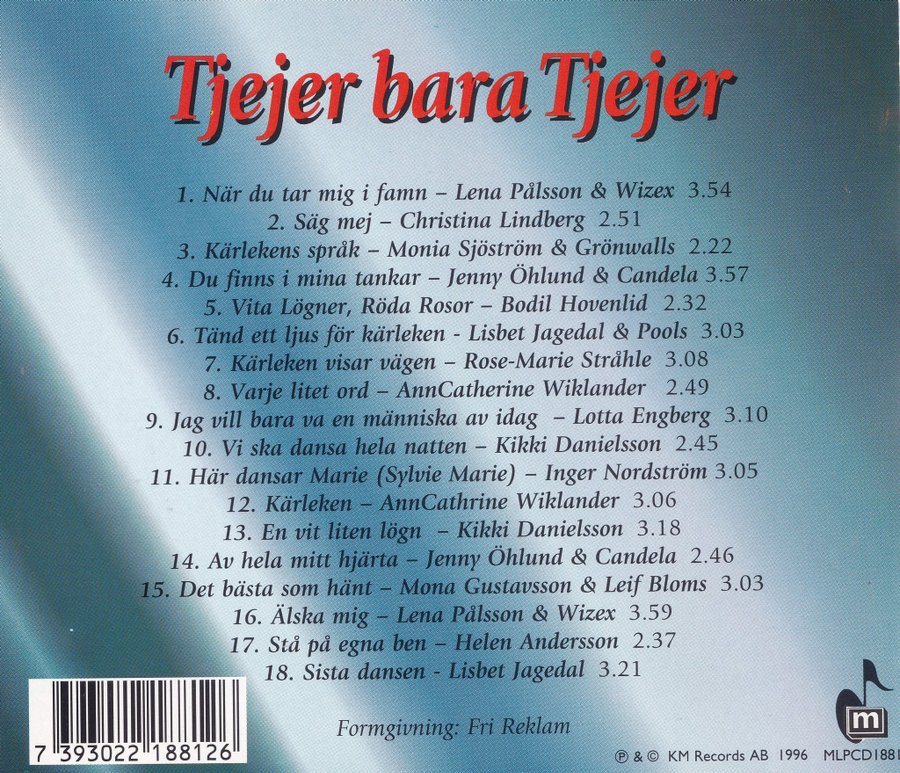 Tjejer bara Tjejer
1. När du tar mig i famn – Lena Pålsson & Wizex 3.54
2. Säg mej – Christina Lindberg 2.51
3. Kärlekens språk – Monia Sjöström & Grönwalls 2.22
4. Du finns i mina tankar – Jenny Öhlund & Candela 3.57
5. Vita Lögner, Röda Rosor – Bodil Hovenlid 2.32
6. Tänd ett ljus för kärleken - Lisbet Jagedal & Pools 3.03
7. Kärleken visar vägen – Rose-Marie Stråhle 3.08
8. Varje litet ord – AnnCatherine Wiklander 2.49
9. Jag vill bara va en människa av idag – Lotta Engberg 3.10
10. Vi ska dansa hela natten – Kikki Danielsson 2.45
11. Här dansar Marie (Sylvie Marie) – Inger Nordström 3.05
12. Kärleken – AnnCathrine Wiklander 3.06
13. En vit liten lögn – Kikki Danielsson 3.18
14. Av hela mitt hjärta – Jenny Öhlund & Candela 2.46
15. Det bästa som hänt – Mona Gustavsson & Leif Bloms 3.03
16. Älska mig – Lena Pålsson & Wizex 3.59
17. Stå på egna ben – Helen Andersson 2.37
18. Sista dansen - Lisbet Jagedal 3.21
Formgivning: Fri Reklam
m
7 393022 188126
℗ & © KM Records AB 1996 MLPCD1881